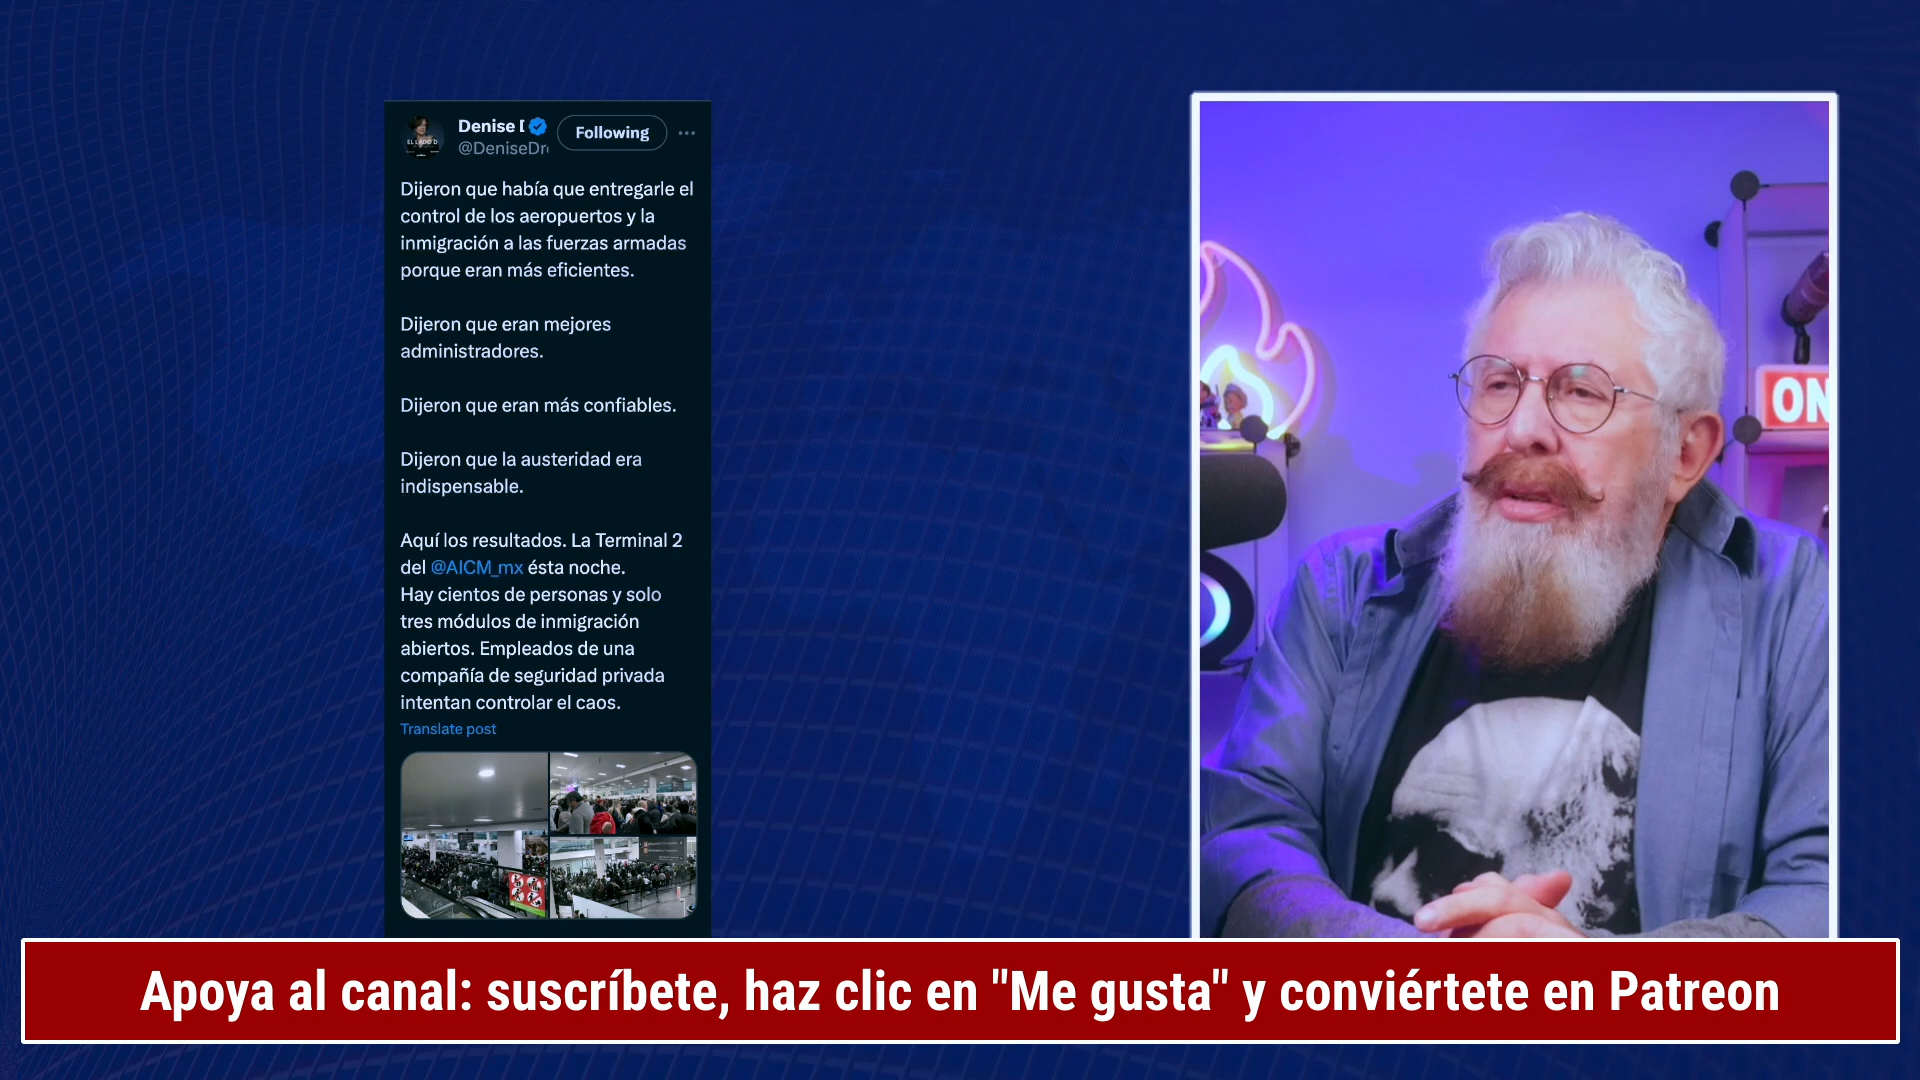 Denise
@DeniseDr
Following
Dijeron que había que entregarle el
control de los aeropuertos y la
inmigración a las fuerzas armadas
porque eran más eficientes.
Dijeron que eran mejores
administradores.
Dijeron que eran más confiables.
Dijeron que la austeridad era
indispensable.
Aquí los resultados. La Terminal 2
del @AICM_mx ésta noche.
Hay cientos de personas y solo
tres módulos de inmigración
abiertos. Empleados de una
compañía de seguridad privada
intentan controlar el caos.
Translate post
ON
Apoya al canal: suscríbete, haz clic en "Me gusta" y conviértete en Patreon